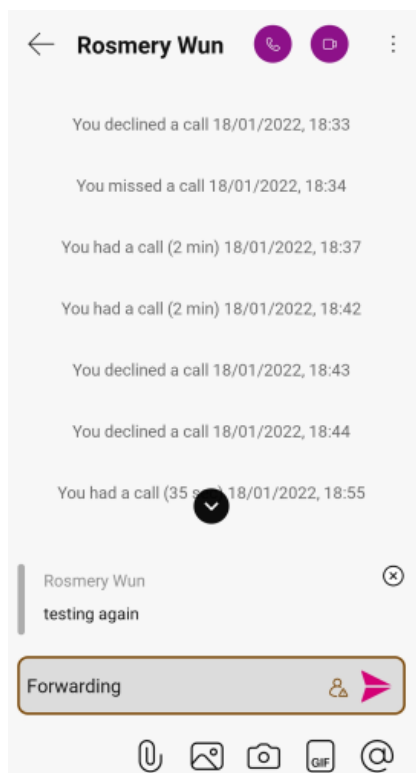 Rosmery Wun
You declined a call 18/01/2022, 18:33
You missed a call 18/01/2022, 18:34
You had a call (2 min) 18/01/2022, 18:37
You had a call (2 min) 18/01/2022, 18:42
You declined a call 18/01/2022, 18:43
You declined a call 18/01/2022, 18:44
You had a call (35 s 18/01/2022, 18:55
Rosmery Wun
testing again
Forwarding
GIF